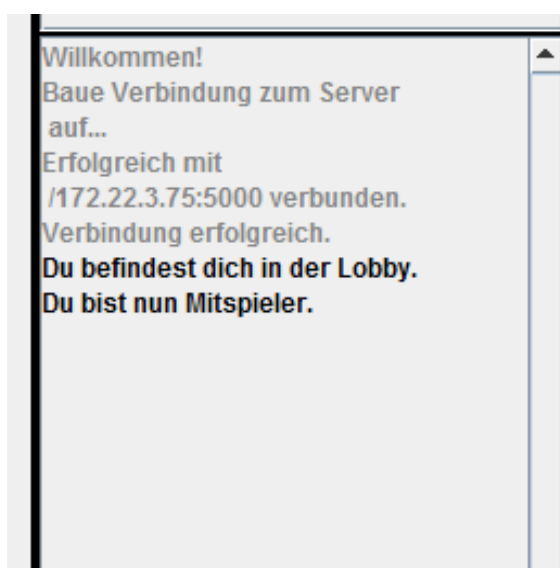 Willkommen!
Baue Verbindung zum Server
auf...
Erfolgreich mit
/172.22.3.75:5000 verbunden.
Verbindung erfolgreich.
Du befindest dich in der Lobby.
Du bist nun Mitspieler.